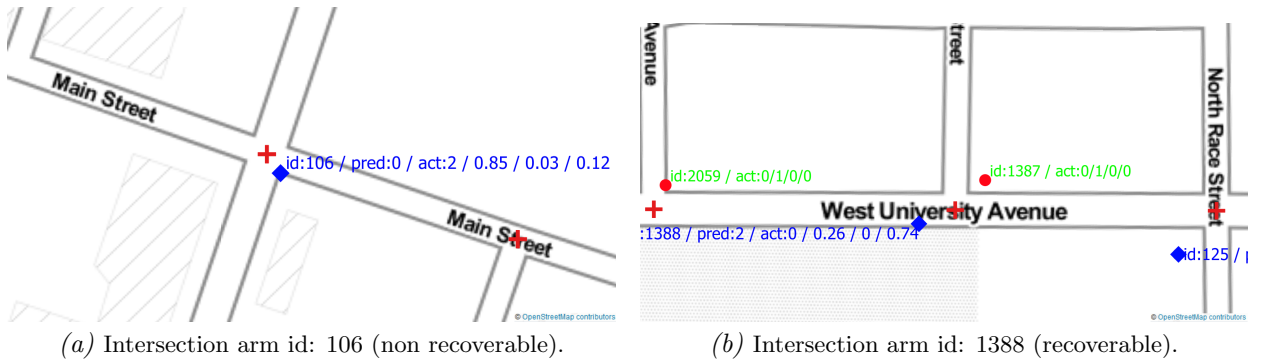 Main Street
id:106 / pred:0 / act:2 / 0.85 / 0.03 / 0.12
Main Street
© OpenStreetMap contributors
(a) Intersection arm id: 106 (non recoverable).
Avenue
treet
North Race Street
id:2059 / act:0/1/0/0
id:1387 / act:0/1/0/0
West University Avenue
:1388 / pred:2 / act:0 / 0.26 / 0 / 0.74
id:125 / p
© OpenStreetMap contributors
(b) Intersection arm id: 1388 (recoverable).